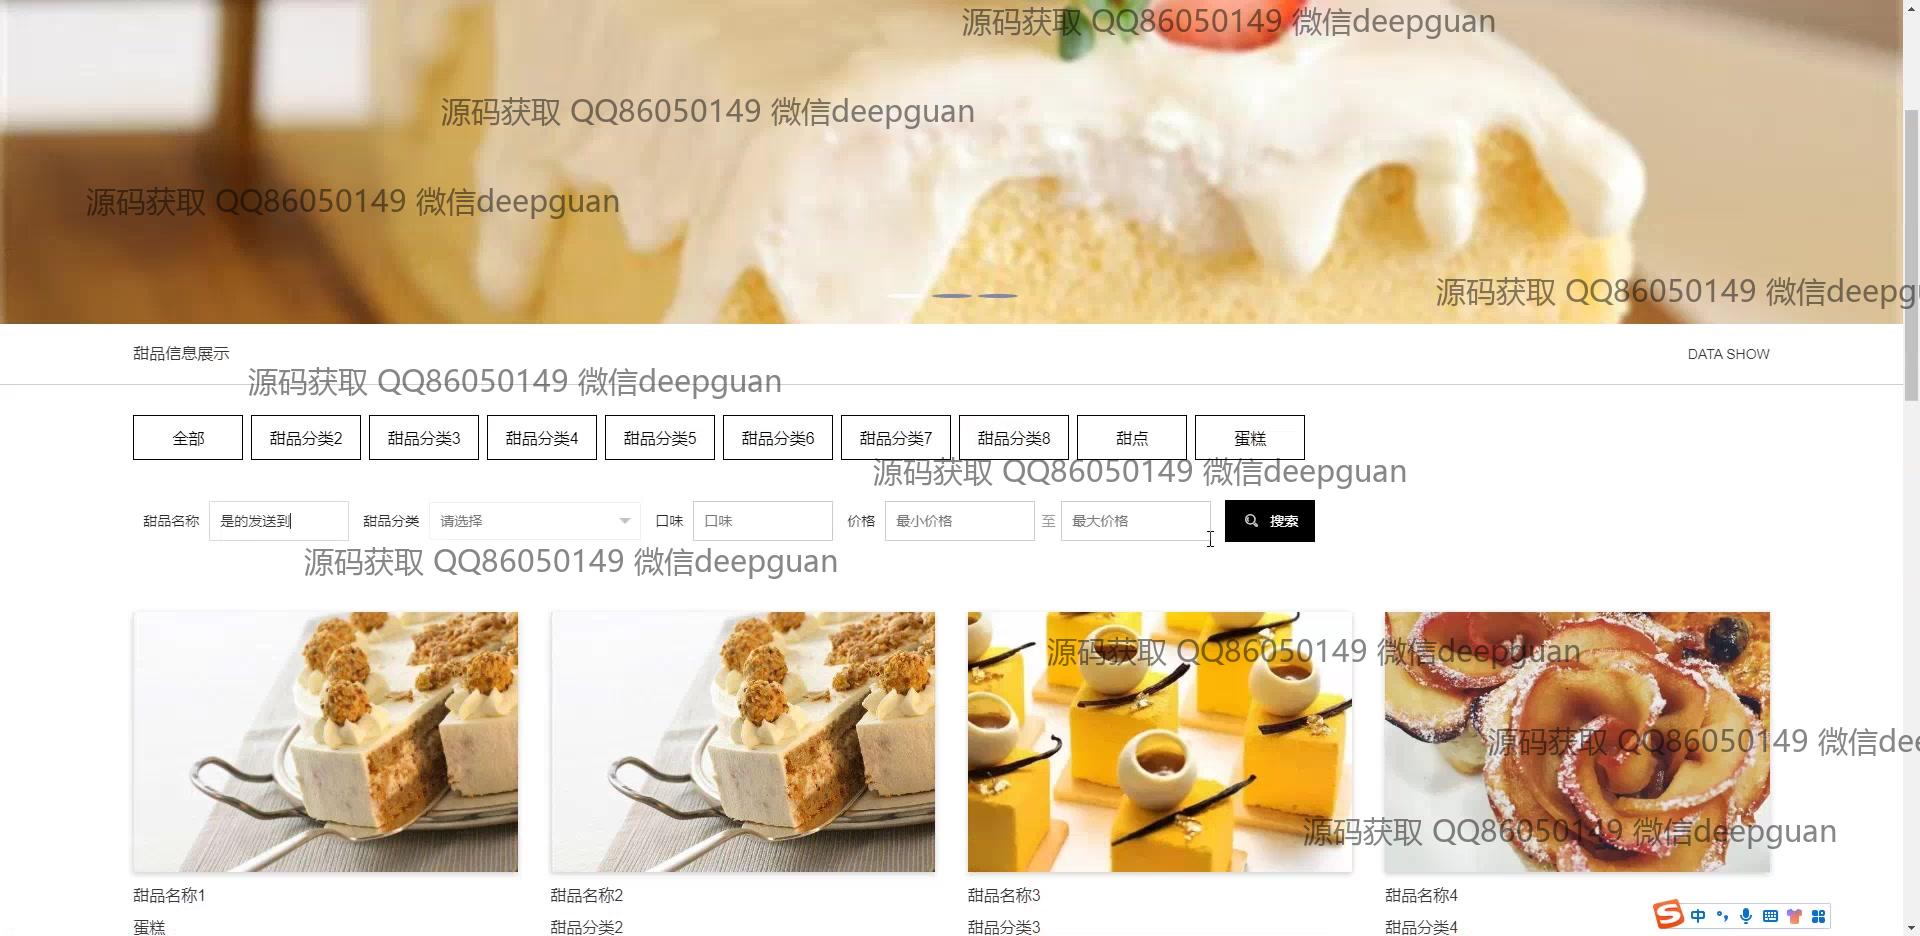 源码获取 QQ86050149 微信deepguan
源码获取 QQ86050149 微信deepguan
源码获取 QQ86050149 微信deepguan
源码获取 QQ86050149 微信deepg
甜品信息展示
DATA SHOW
源码获取 QQ86050149 微信deepguan
全部 甜品分类2 甜品分类3 甜品分类4 甜品分类5 甜品分类6 甜品分类7 甜品分类8 甜点 蛋糕
源码获取 QQ86050149 微信deepguan
甜品名称 是的发送到 甜品分类 请选择 口味 口味 价格 最小价格 至 最大价格 搜索
源码获取 QQ86050149 微信deepguan
源码获取 QQ86050149 微信deepguan
源码获取 QQ86050149 微信dee
源码获取 QQ86050149 微信deepguan
甜品名称1 甜品名称2 甜品名称3 甜品名称4
蛋糕 甜品分类2 甜品分类3 甜品分类4
中